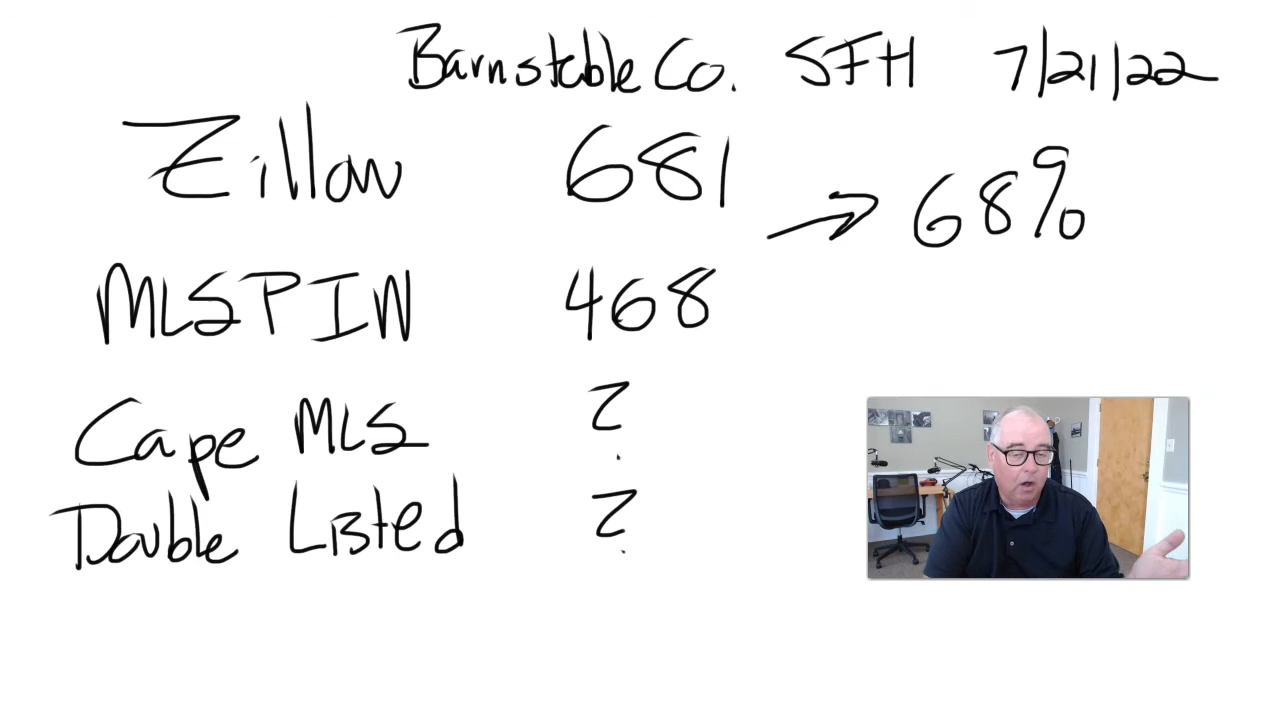 Barnstable Co. SFH 7/21/22
Zillow 681
→ 68%
MLSPIN 468
Cape MLS ?
Double Listed ?